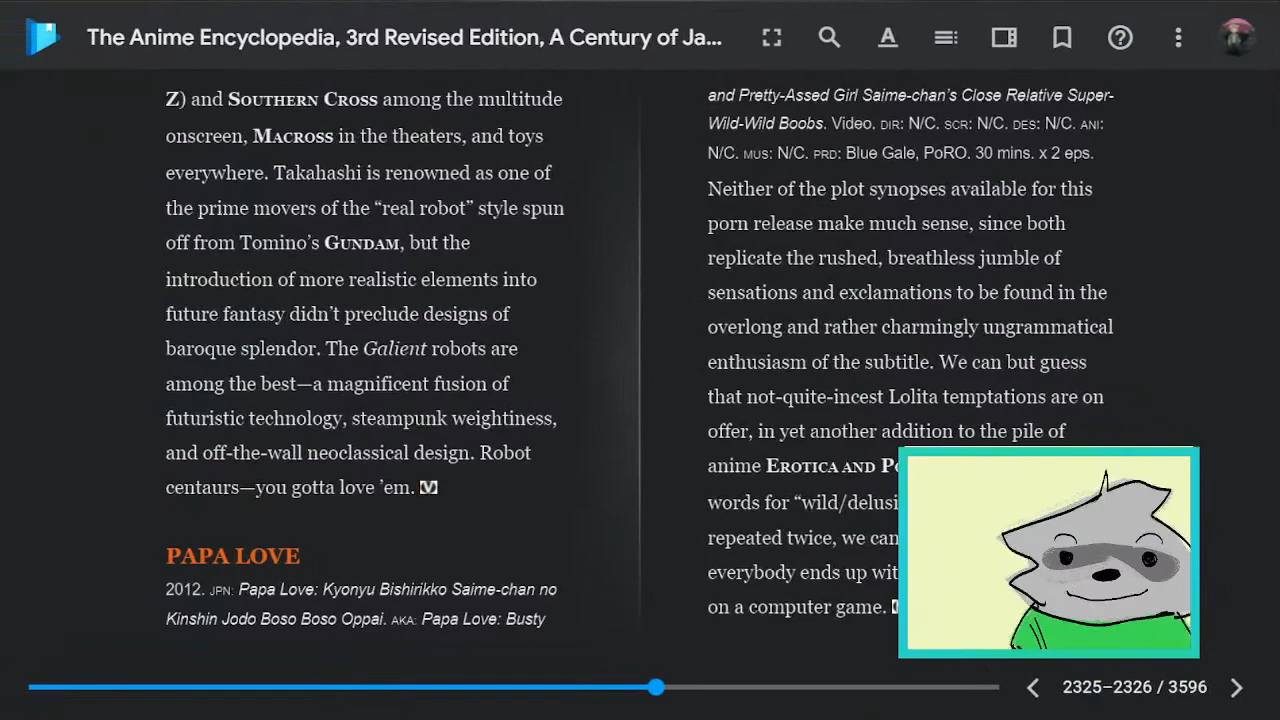 The Anime Encyclopedia, 3rd Revised Edition, A Century of Ja...
Z) and SOUTHERN CROSS among the multitude
onscreen, MACROSS in the theaters, and toys
everywhere. Takahashi is renowned as one of
the prime movers of the “real robot” style spun
off from Tomino’s GUNDAM, but the
introduction of more realistic elements into
future fantasy didn’t preclude designs of
baroque splendor. The Galient robots are
among the best—a magnificent fusion of
futuristic technology, steampunk weightiness,
and off-the-wall neoclassical design. Robot
centaurs—you gotta love ’em. V
PAPA LOVE
2012. JPN: Papa Love: Kyonyu Bishirikko Saime-chan no
Kinshin Jodo Boso Boso Oppai. AKA: Papa Love: Busty
and Pretty-Assed Girl Saime-chan’s Close Relative Super-
Wild-Wild Boobs. Video. DIR: N/C. SCR: N/C. DES: N/C. ANI:
N/C. MUS: N/C. PRD: Blue Gale, PoRO. 30 mins. x 2 eps.
Neither of the plot synopses available for this
porn release make much sense, since both
replicate the rushed, breathless jumble of
sensations and exclamations to be found in the
overlong and rather charmingly ungrammatical
enthusiasm of the subtitle. We can but guess
that not-quite-incest Lolita temptations are on
offer, in yet another addition to the pile of
anime EROTICA AND
words for “wild/delusi
repeated twice, we can
everybody ends up wit
on a computer game.
2325–2326 / 3596